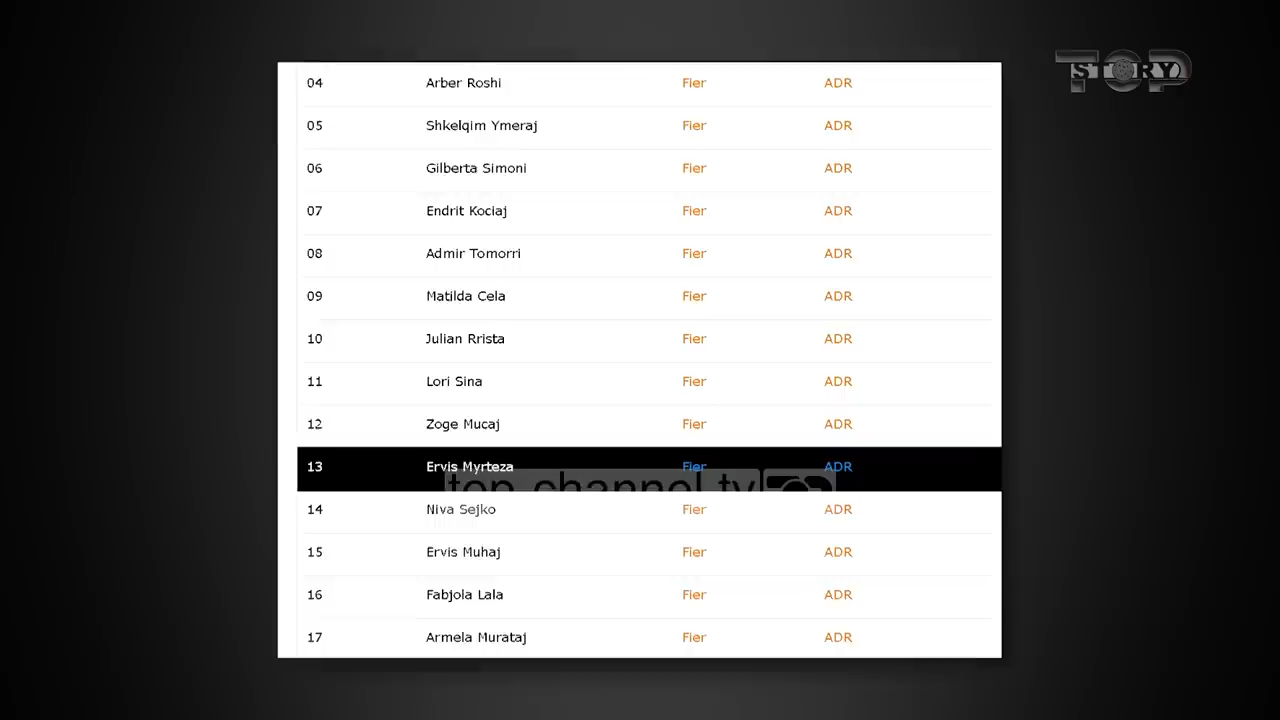 TOP STORY
04 Arber Roshi Fier ADR
05 Shkelqim Ymeraj Fier ADR
06 Gilberta Simoni Fier ADR
07 Endrit Kociaj Fier ADR
08 Admir Tomorri Fier ADR
09 Matilda Cela Fier ADR
10 Julian Rrista Fier ADR
11 Lori Sina Fier ADR
12 Zoge Mucaj Fier ADR
13 Ervis Myrteza Fier ADR
top-channel.tv
14 Niva Sejko Fier ADR
15 Ervis Muhaj Fier ADR
16 Fabjola Lala Fier ADR
17 Armela Murataj Fier ADR